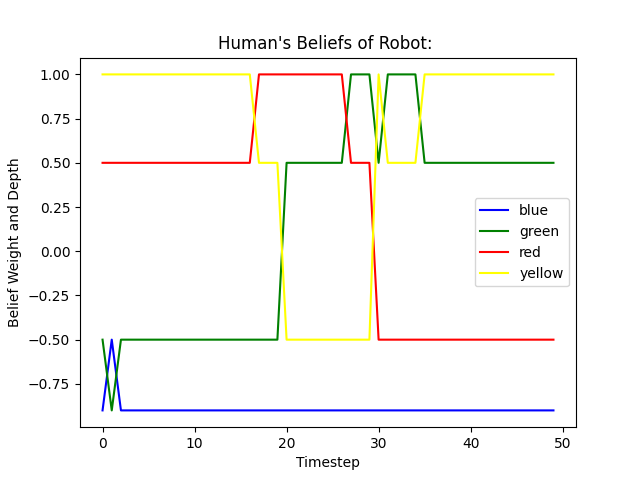 Human's Beliefs of Robot:
Belief Weight and Depth
1.00
0.75
0.50
0.25
0.00
−0.25
−0.50
−0.75
blue
green
red
yellow
0 10 20 30 40 50
Timestep